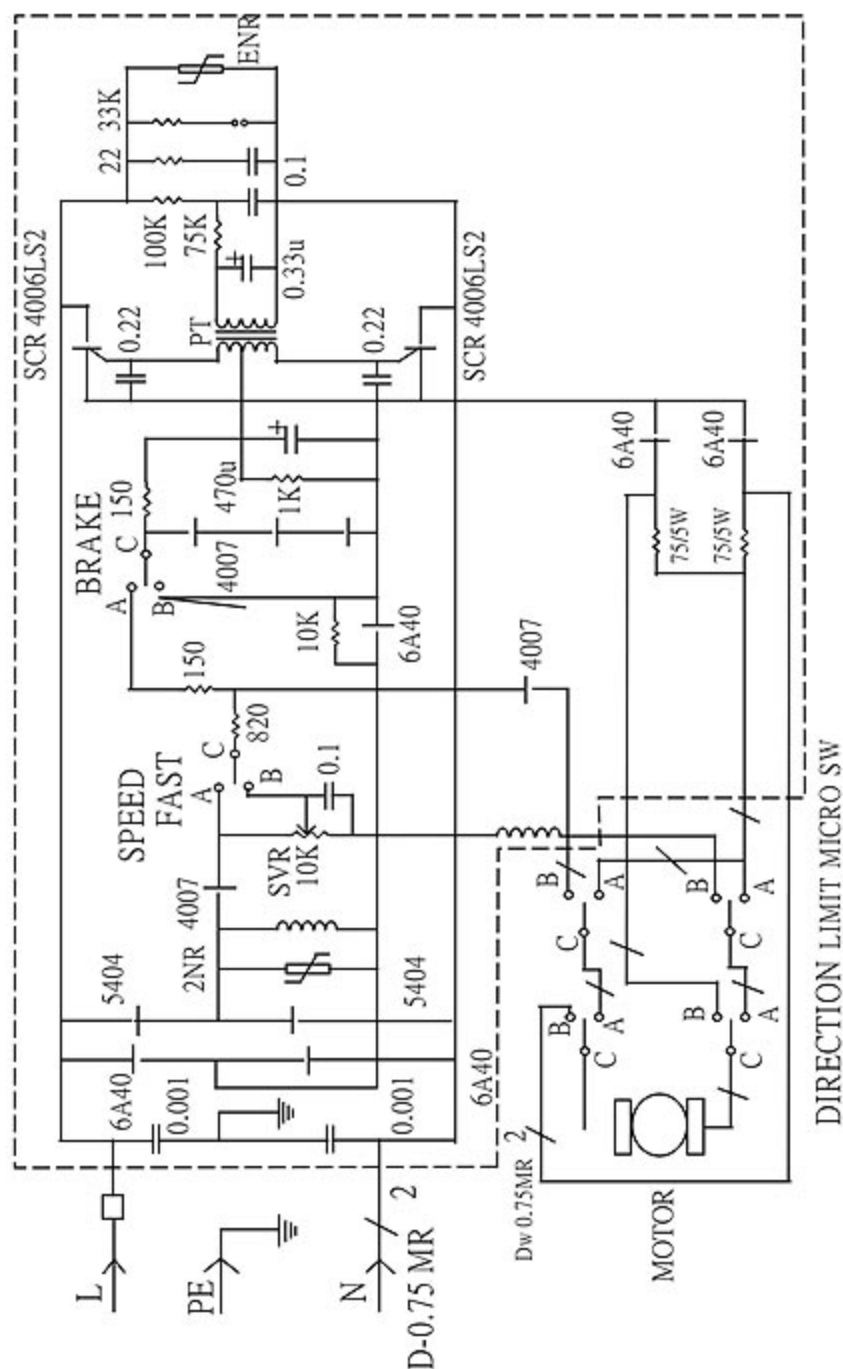 L
PE
N
D-0.75 MR
2
6A40
0.001
0.001
6A40
5404
5404
2NR
4007
SVR
10K
SPEED
FAST
A
B
C
0.1
820
150
10K
6A40
4007
BRAKE
A
B
C
4007
150
470u
1K
SCR 4006LS2
0.22
PT
0.22
SCR 4006LS2
100K
75K
0.33u
22
33K
0.1
ENR
4007
6A40
6A40
75/5W
75/5W
Dw 0.75MR
2
MOTOR
B
A
C
B
A
C
B
A
C
B
A
C
DIRECTION LIMIT MICRO SW